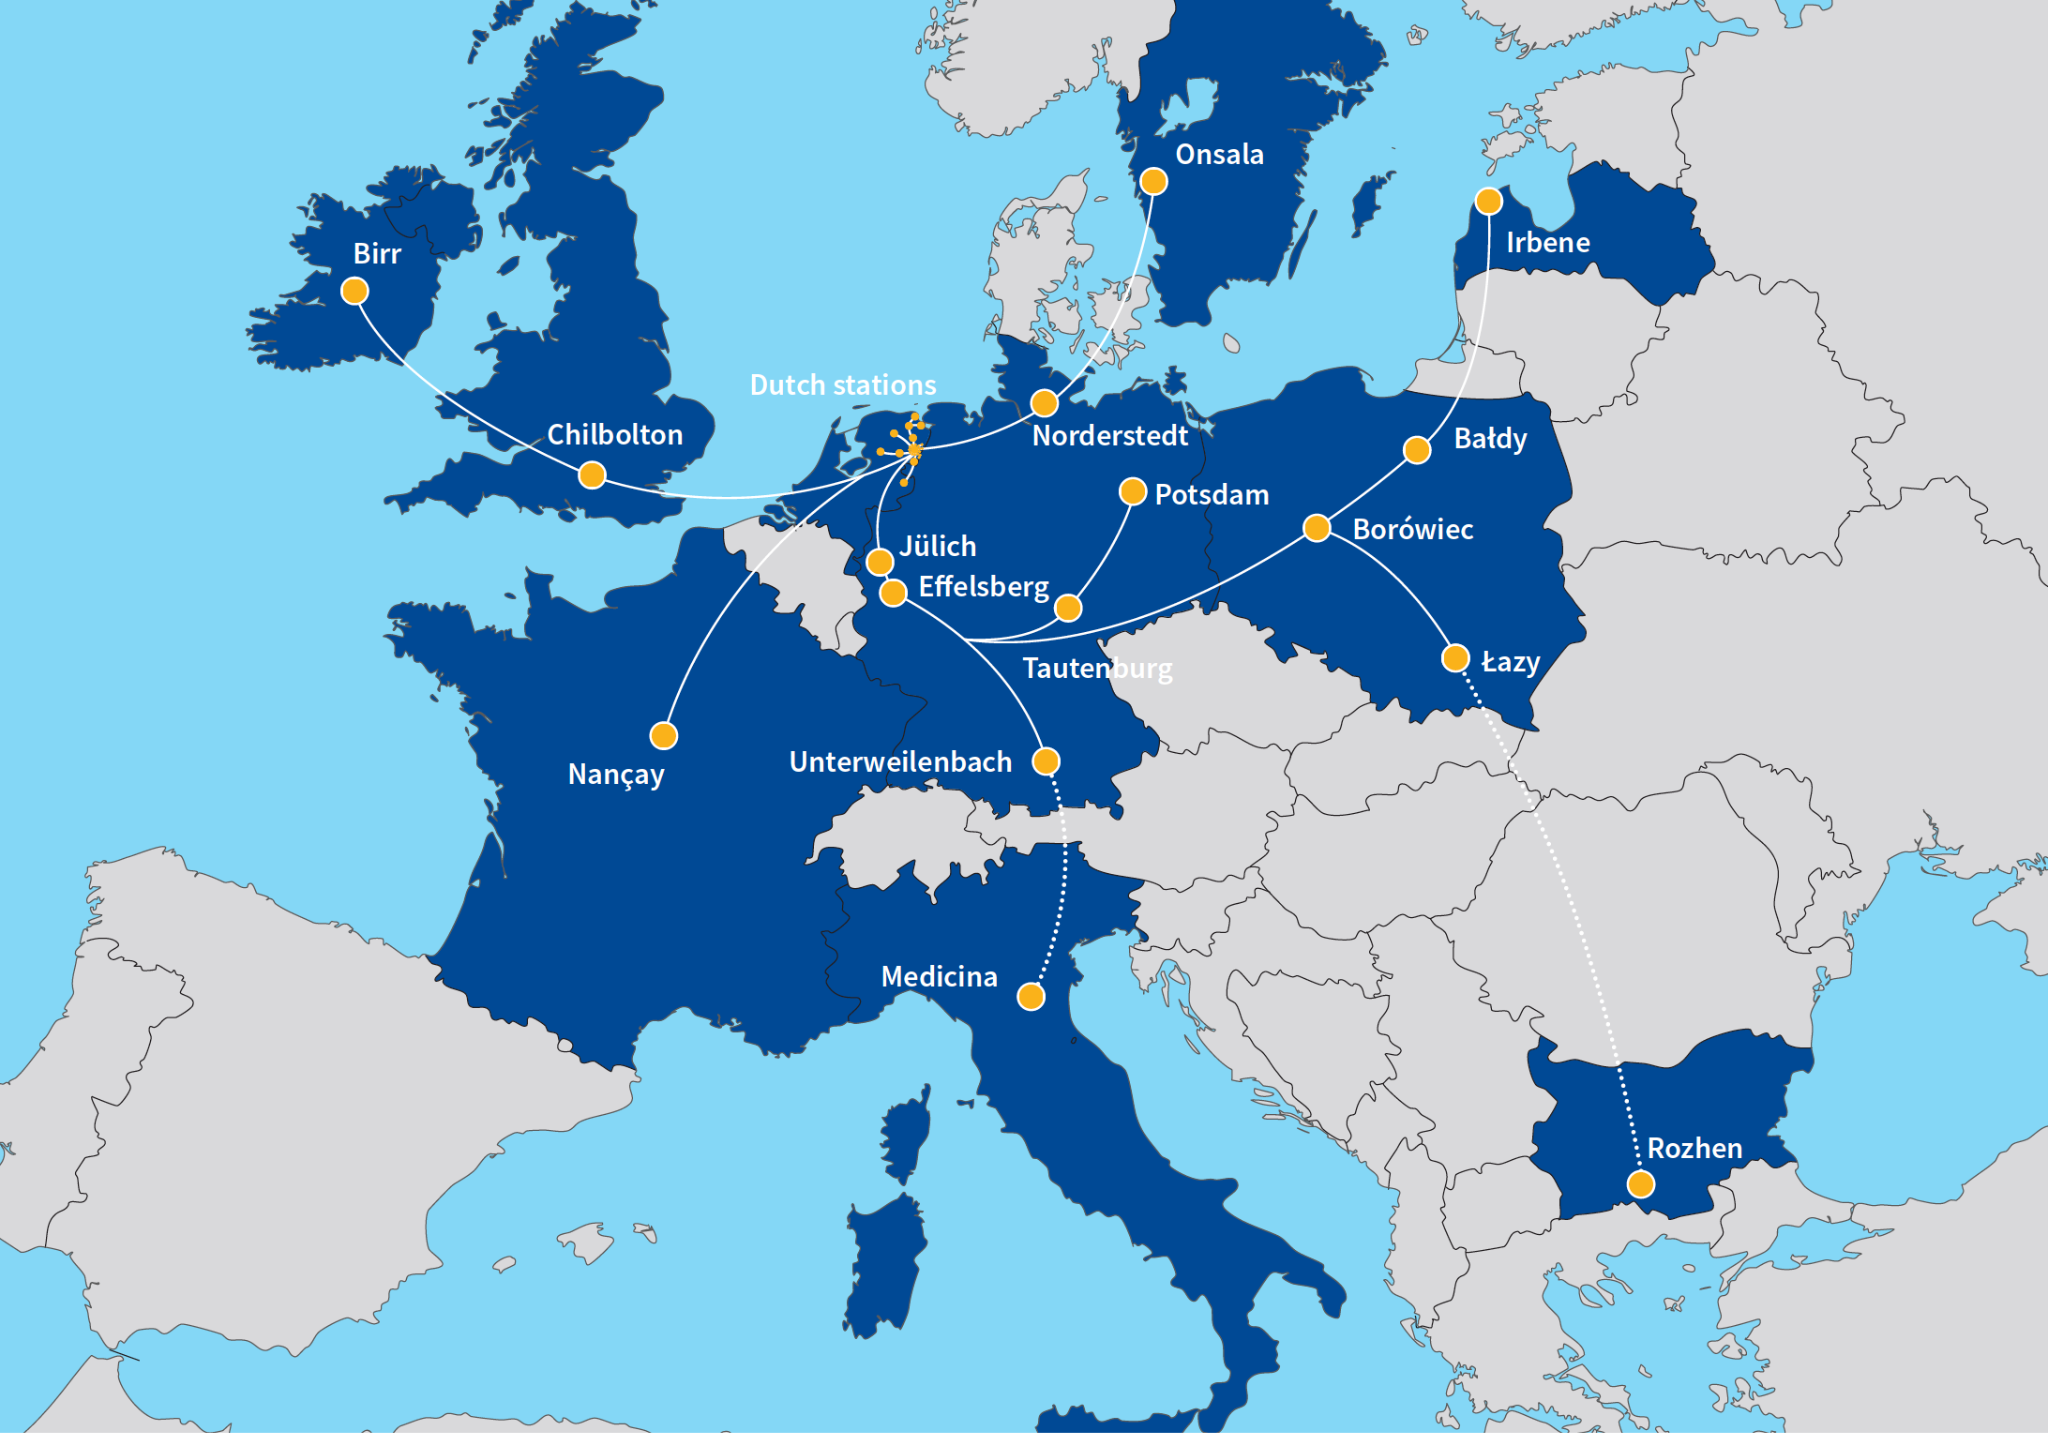 Onsala
Irbene
Birr
Dutch stations
Chilbolton
Norderstedt
Bałdy
Potsdam
Borówiec
Jülich
Effelsberg
Łazy
Tautenburg
Unterweilenbach
Nançay
Medicina
Rozhen